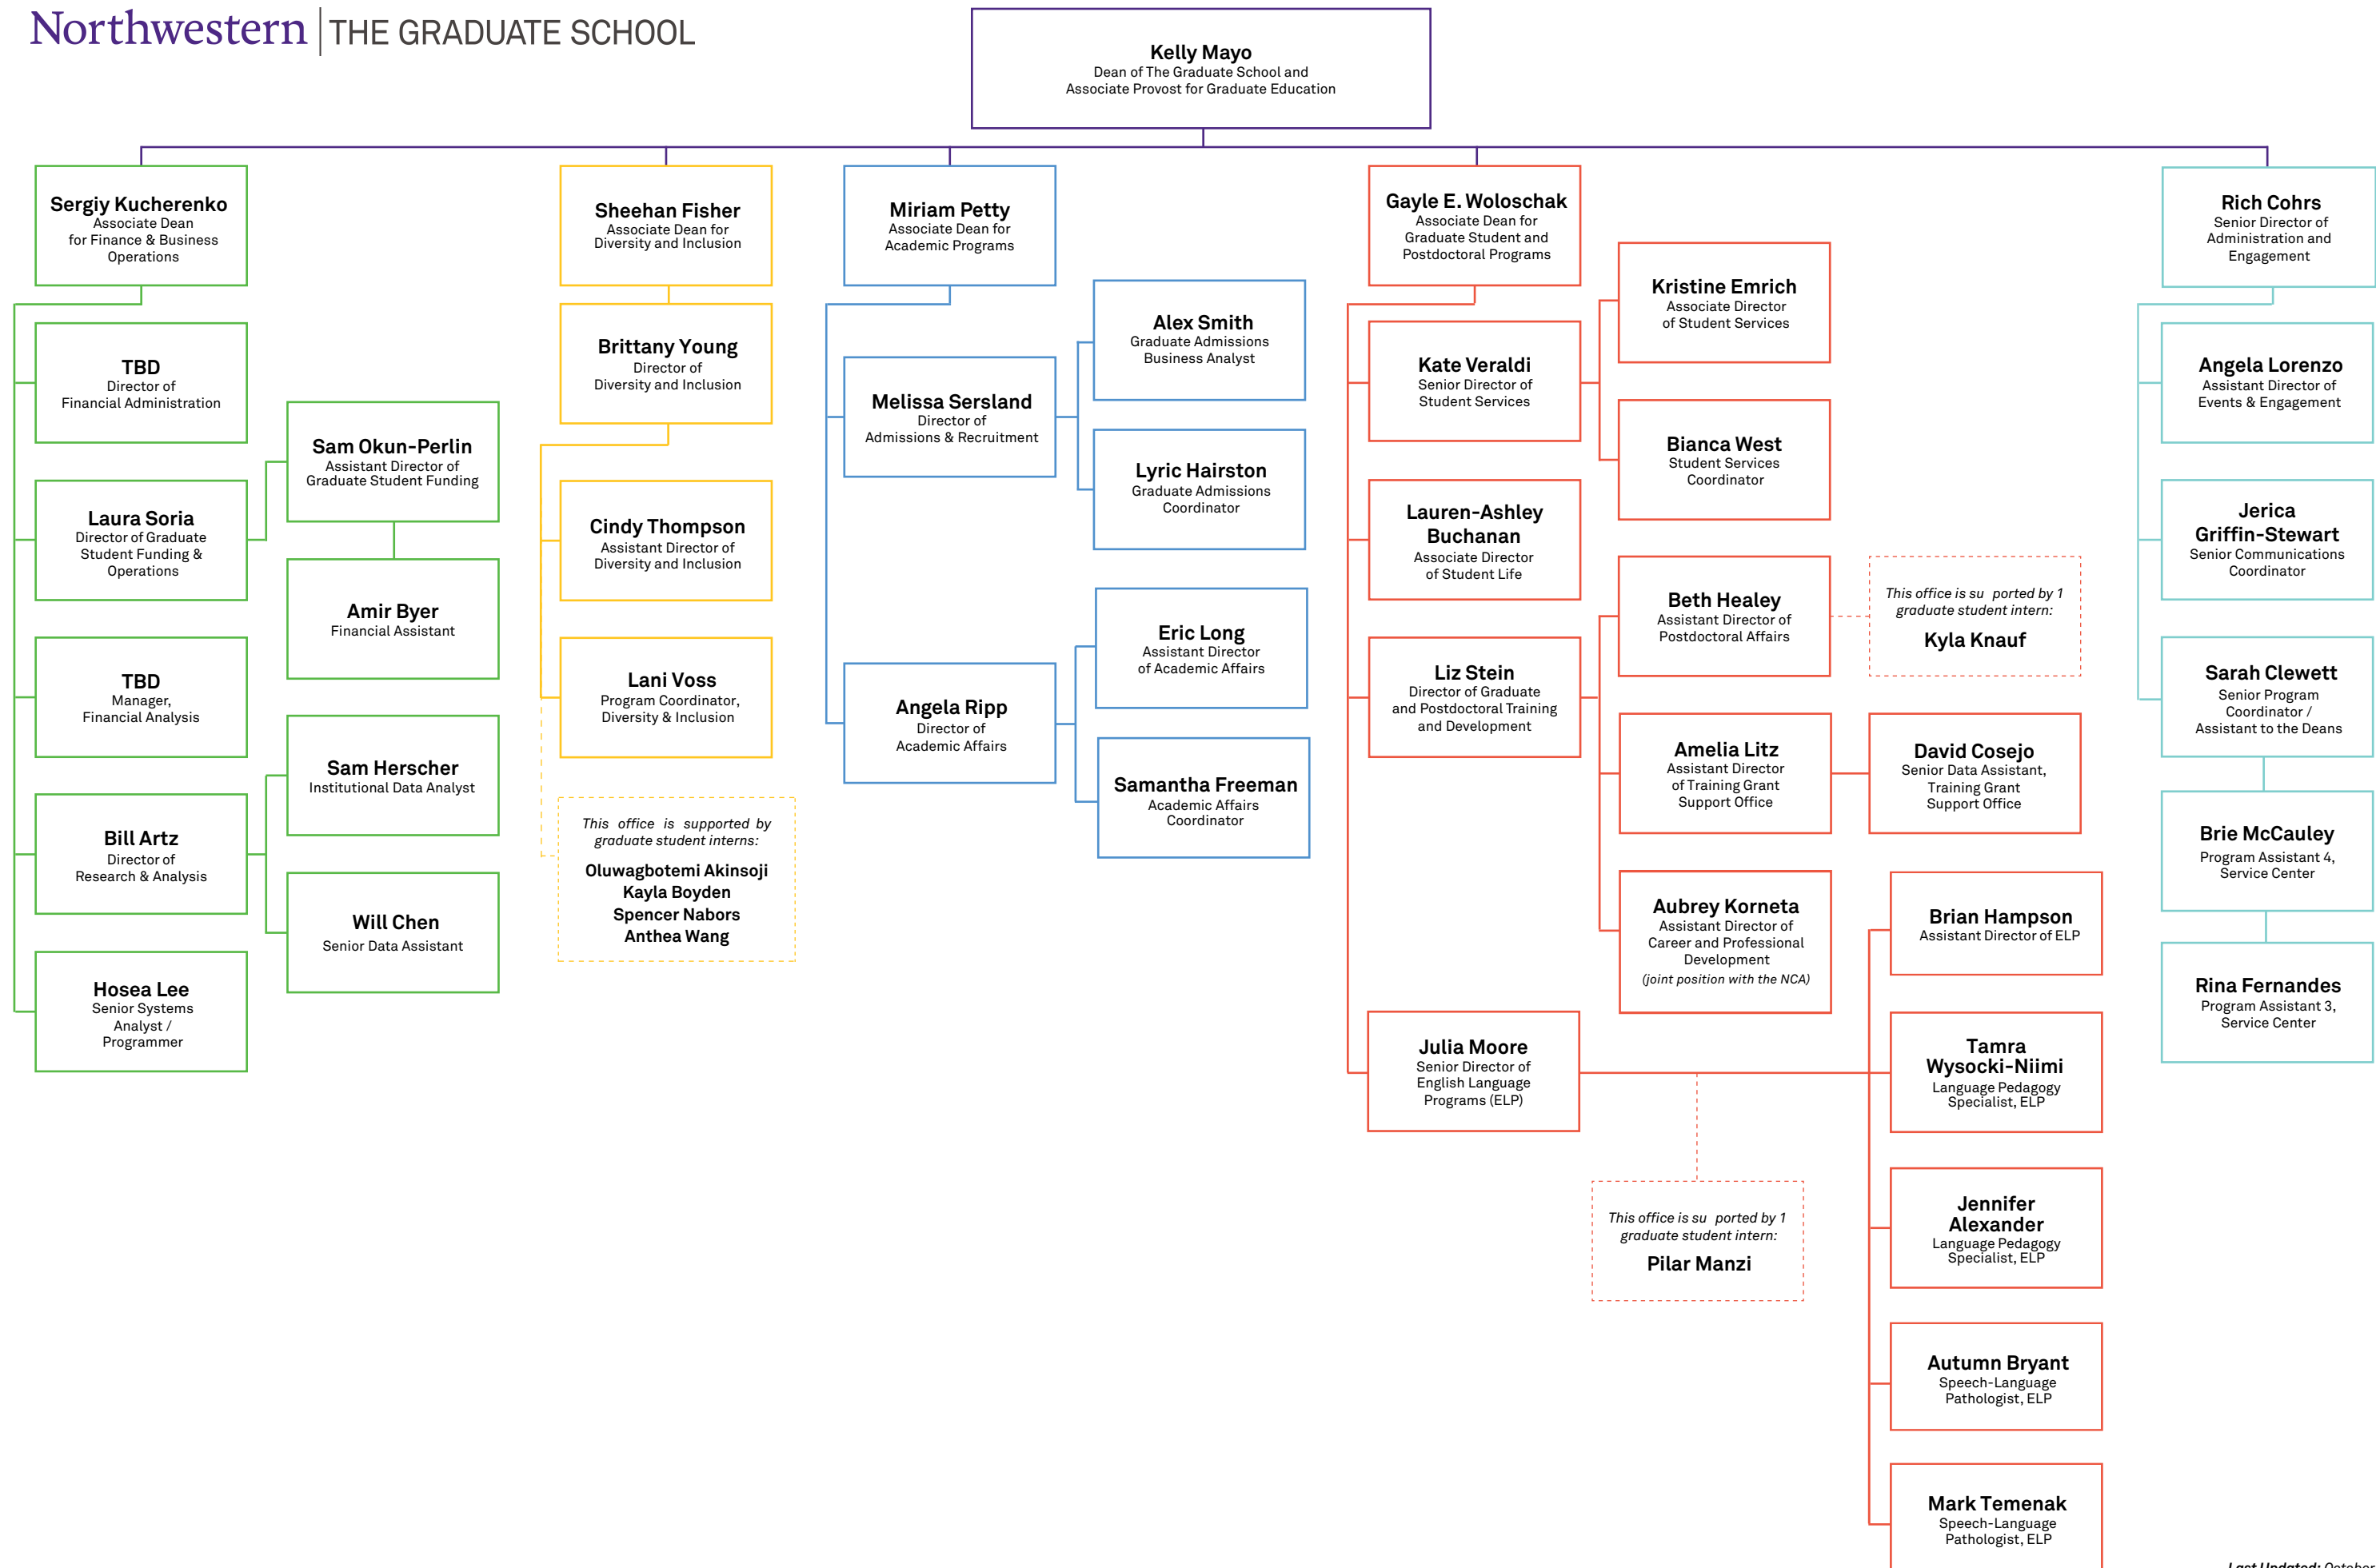 Northwestern | THE GRADUATE SCHOOL
Kelly Mayo
Dean of The Graduate School and
Associate Provost for Graduate Education
Sergiy Kucherenko
Associate Dean
for Finance & Business
Operations
TBD
Director of
Financial Administration
Laura Soria
Director of Graduate
Student Funding &
Operations
Sam Okun-Perlin
Assistant Director of
Graduate Student Funding
Amir Byer
Financial Assistant
TBD
Manager,
Financial Analysis
Bill Artz
Director of
Research & Analysis
Sam Herscher
Institutional Data Analyst
Will Chen
Senior Data Assistant
Hosea Lee
Senior Systems
Analyst /
Programmer
Sheehan Fisher
Associate Dean for
Diversity and Inclusion
Brittany Young
Director of
Diversity and Inclusion
Cindy Thompson
Assistant Director of
Diversity and Inclusion
Lani Voss
Program Coordinator,
Diversity & Inclusion
This office is supported by
graduate student interns:
Oluwagbotemi Akinsoji
Kayla Boyden
Spencer Nabors
Anthea Wang
Miriam Petty
Associate Dean for
Academic Programs
Melissa Sersland
Director of
Admissions & Recruitment
Alex Smith
Graduate Admissions
Business Analyst
Lyric Hairston
Graduate Admissions
Coordinator
Angela Ripp
Director of
Academic Affairs
Eric Long
Assistant Director
of Academic Affairs
Samantha Freeman
Academic Affairs
Coordinator
Gayle E. Woloschak
Associate Dean for
Graduate Student and
Postdoctoral Programs
Kate Veraldi
Senior Director of
Student Services
Kristine Emrich
Associate Director
of Student Services
Bianca West
Student Services
Coordinator
Lauren-Ashley
Buchanan
Associate Director
of Student Life
Liz Stein
Director of Graduate
and Postdoctoral Training
and Development
Beth Healey
Assistant Director of
Postdoctoral Affairs
This office is su ported by 1
graduate student intern:
Kyla Knauf
Amelia Litz
Assistant Director
of Training Grant
Support Office
David Cosejo
Senior Data Assistant,
Training Grant
Support Office
Aubrey Korneta
Assistant Director of
Career and Professional
Development
(joint position with the NCA)
Julia Moore
Senior Director of
English Language
Programs (ELP)
This office is su ported by 1
graduate student intern:
Pilar Manzi
Brian Hampson
Assistant Director of ELP
Tamra
Wysocki-Niimi
Language Pedagogy
Specialist, ELP
Jennifer
Alexander
Language Pedagogy
Specialist, ELP
Autumn Bryant
Speech-Language
Pathologist, ELP
Mark Temenak
Speech-Language
Pathologist, ELP
Rich Cohrs
Senior Director of
Administration and
Engagement
Angela Lorenzo
Assistant Director of
Events & Engagement
Jerica
Griffin-Stewart
Senior Communications
Coordinator
Sarah Clewett
Senior Program
Coordinator /
Assistant to the Deans
Brie McCauley
Program Assistant 4,
Service Center
Rina Fernandes
Program Assistant 3,
Service Center
Last Updated: October